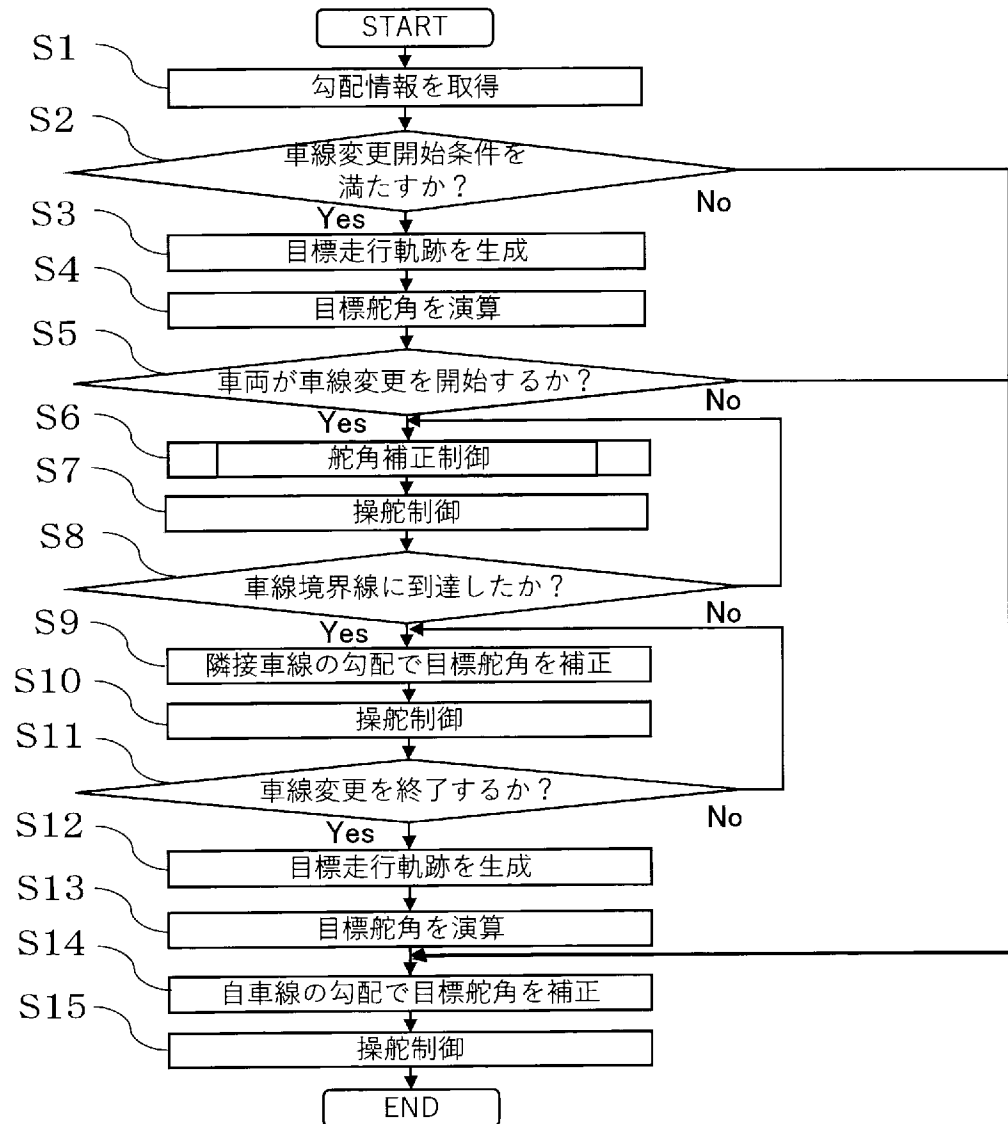 START
S1
勾配情報を取得
S2
車線変更開始条件を
満たすか？
No
Yes
S3
目標走行軌跡を生成
S4
目標舵角を演算
S5
車両が車線変更を開始するか？
No
Yes
S6
舵角補正制御
S7
操舵制御
S8
車線境界線に到達したか？
No
Yes
S9
隣接車線の勾配で目標舵角を補正
S10
操舵制御
S11
車線変更を終了するか？
No
Yes
S12
目標走行軌跡を生成
S13
目標舵角を演算
S14
自車線の勾配で目標舵角を補正
S15
操舵制御
END